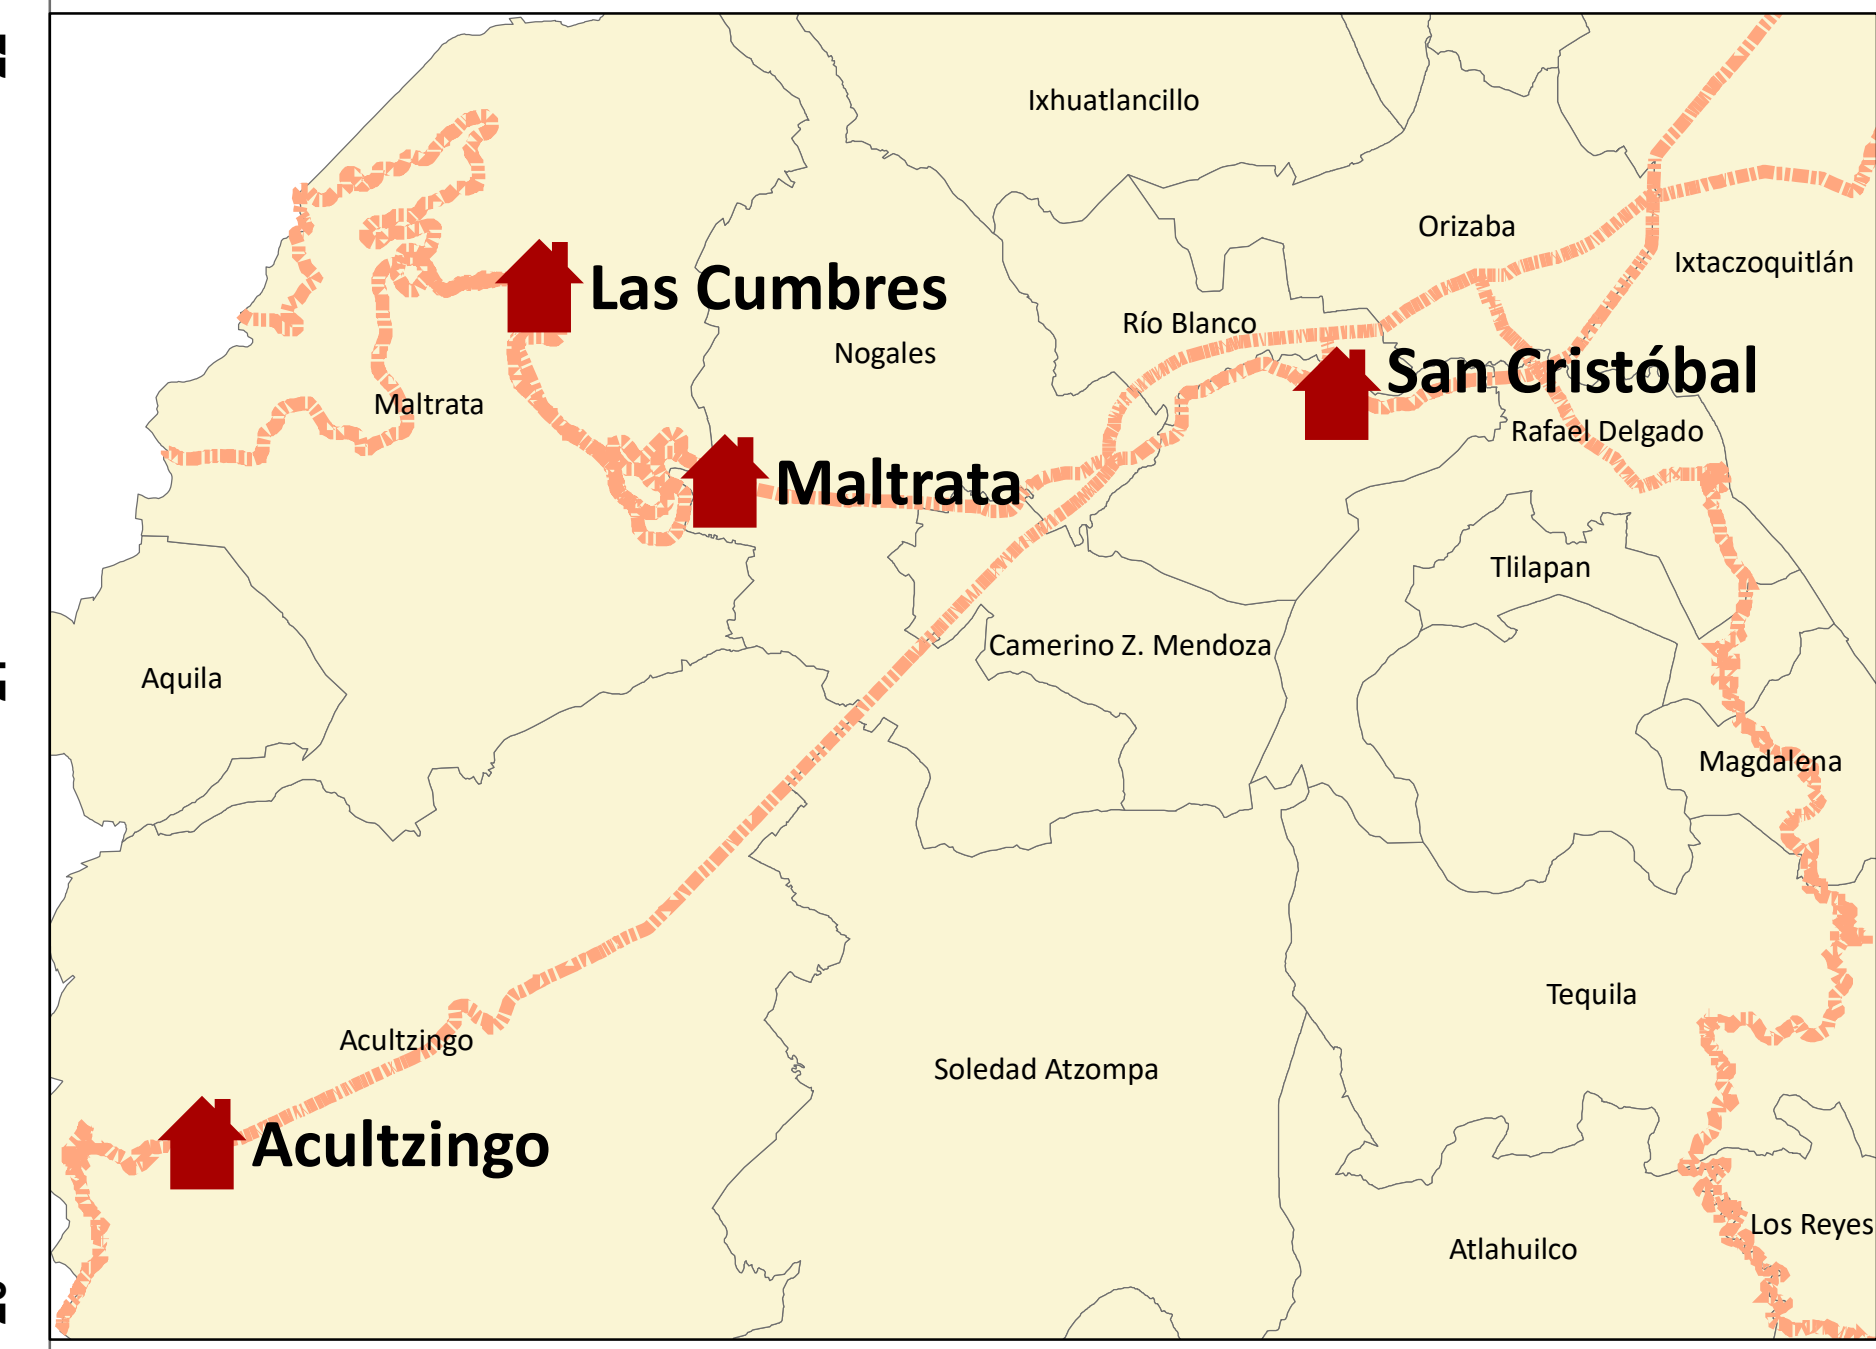 Ixhuatlancillo
Orizaba
Ixtaczoquitlán
Las Cumbres
Río Blanco
Nogales
San Cristóbal
Maltrata
Rafael Delgado
Maltrata
Tlilapan
Camerino Z. Mendoza
Aquila
Magdalena
Tequila
Acultzingo
Soledad Atzompa
Acultzingo
Los Reyes
Atlahuilco